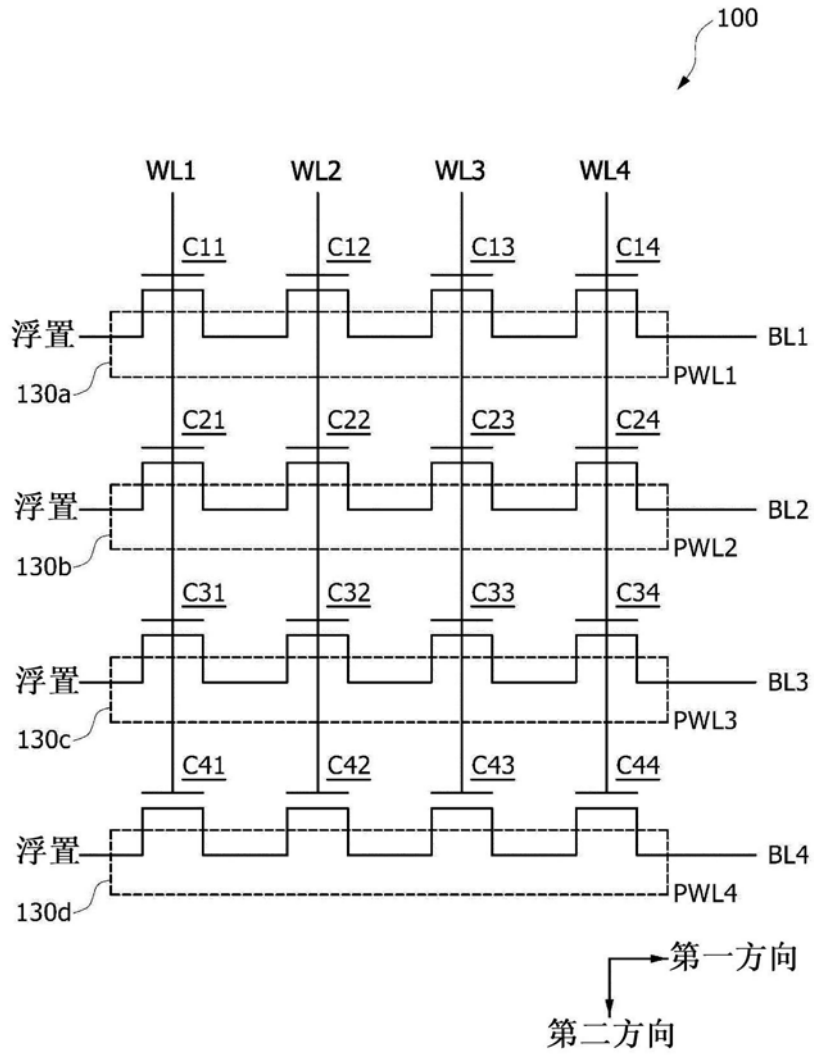 100
WL1 WL2 WL3 WL4
C11 C12 C13 C14
浮置 BL1
130a PWL1
C21 C22 C23 C24
浮置 BL2
130b PWL2
C31 C32 C33 C34
浮置 BL3
130c PWL3
C41 C42 C43 C44
浮置 BL4
130d PWL4
第一方向
第二方向